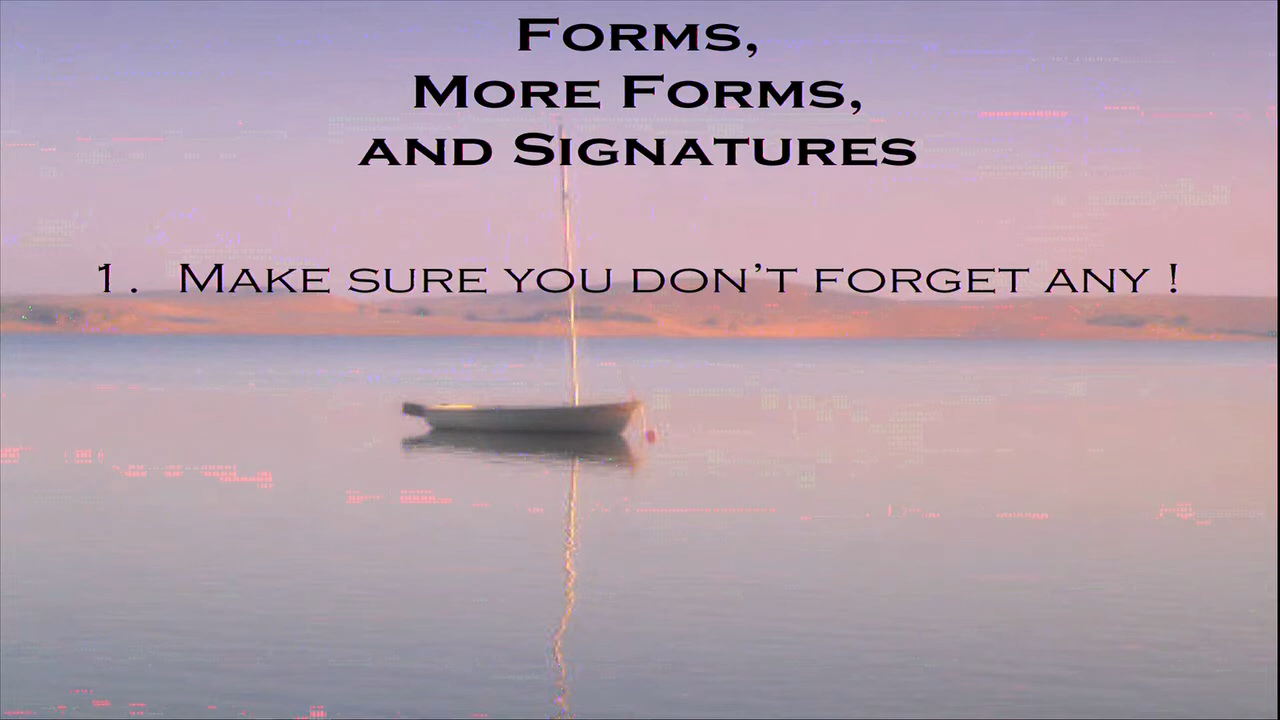 Forms,
More Forms,
and Signatures
1. Make sure you don't forget any !